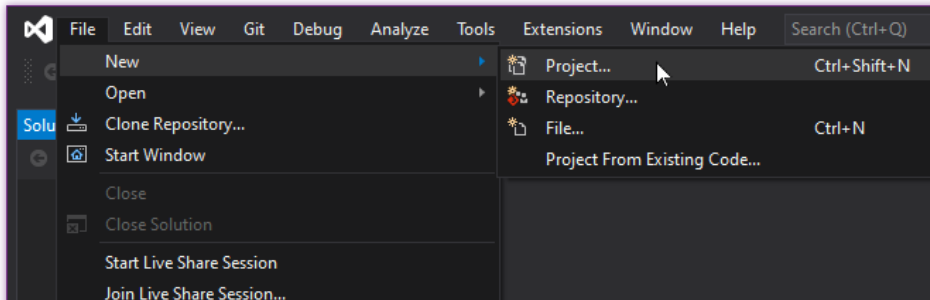 File Edit View Git Debug Analyze Tools Extensions Window Help Search (Ctrl+Q)
New
Project... Ctrl+Shift+N
Open
Repository...
Solu
Clone Repository...
File... Ctrl+N
Start Window
Project From Existing Code...
Close
Close Solution
Start Live Share Session
Join Live Share Session...